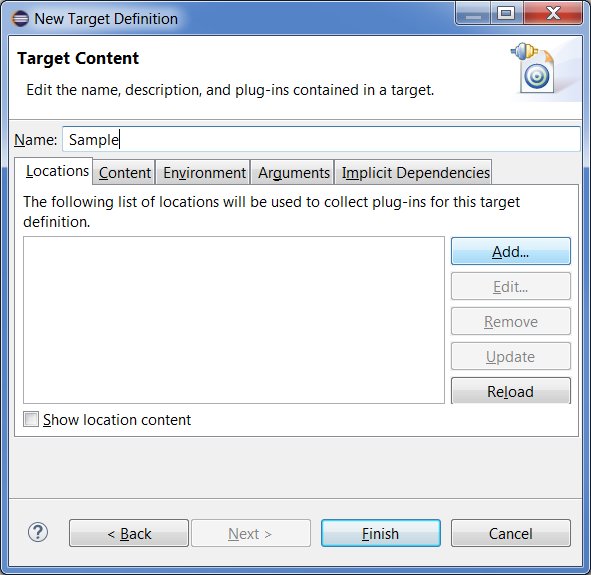 New Target Definition
Target Content
Edit the name, description, and plug-ins contained in a target.
Name: Sample
Locations Content Environment Arguments Implicit Dependencies
The following list of locations will be used to collect plug-ins for this target
definition.
Add...
Edit...
Remove
Update
Reload
Show location content
? < Back Next > Finish Cancel